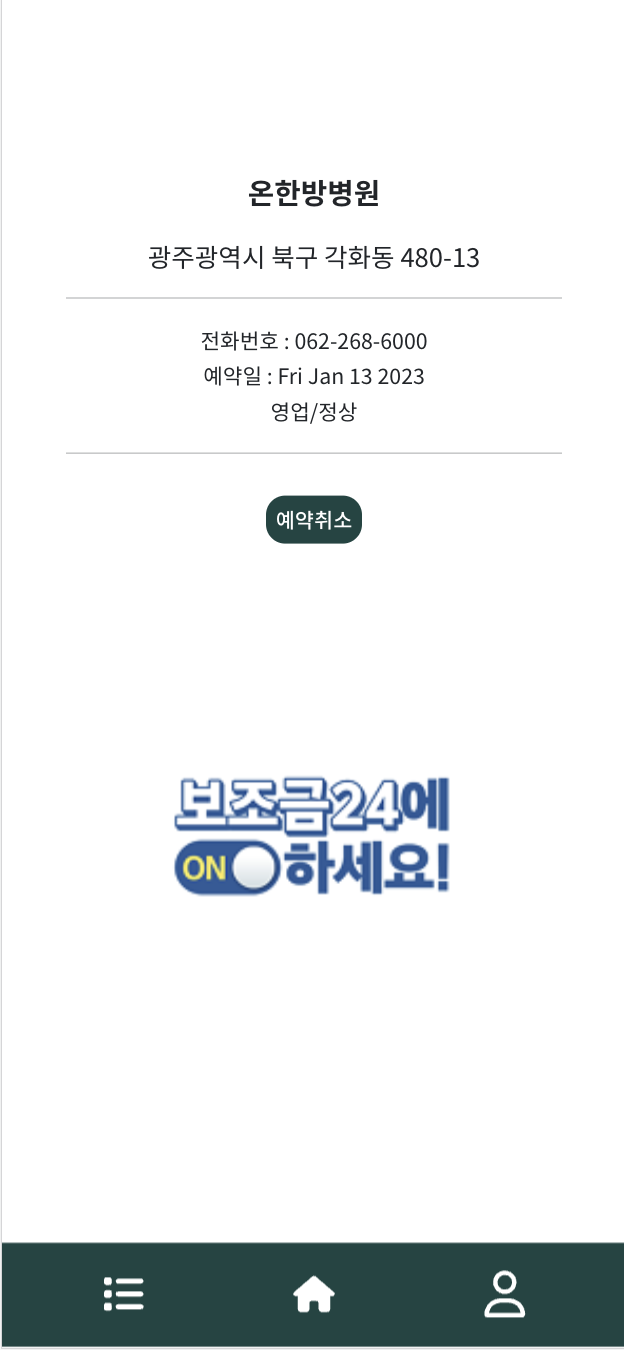 온한방병원
광주광역시 북구 각화동 480-13
전화번호 : 062-268-6000
예약일 : Fri Jan 13 2023
영업/정상
예약취소
보조금24에
ON 하세요!